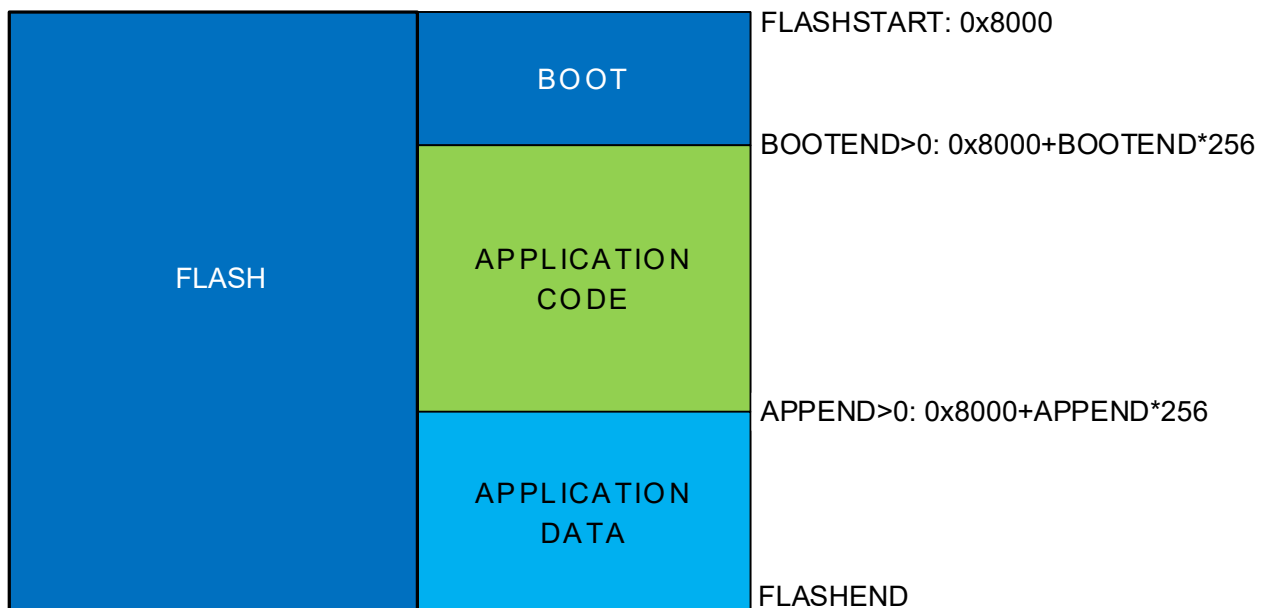 FLASHSTART: 0x8000
BOOT
BOOTEND>0: 0x8000+BOOTEND*256
FLASH
APPLICATION
CODE
APPEND>0: 0x8000+APPEND*256
APPLICATION
DATA
FLASHEND